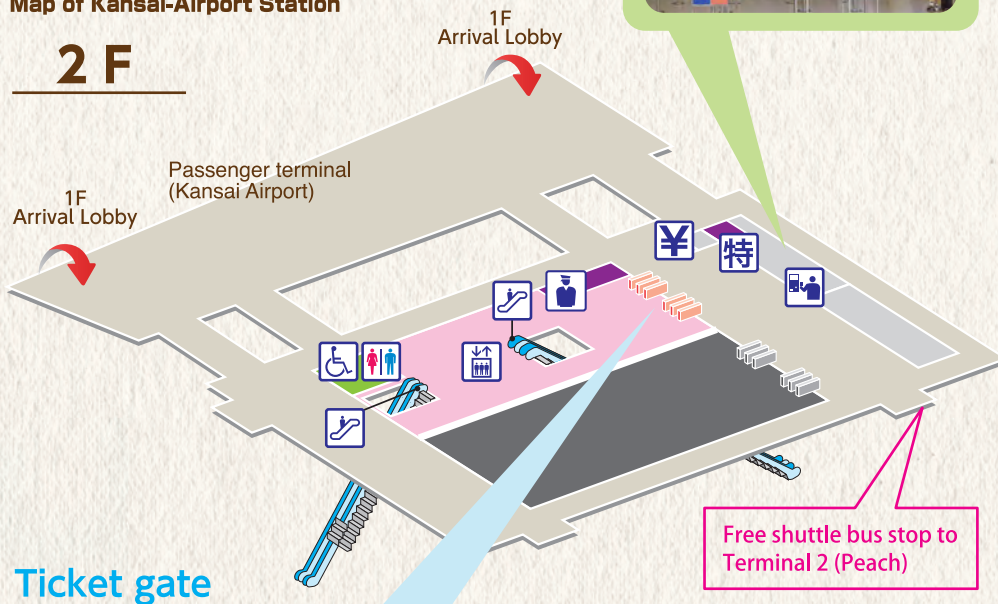 Map of Kansai-Airport Station
2 F
1F
Arrival Lobby
Passenger terminal
(Kansai Airport)
1F
Arrival Lobby
¥
特
Free shuttle bus stop to
Terminal 2 (Peach)
Ticket gate